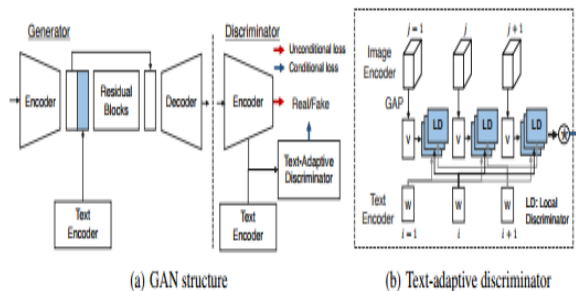 Generator
Discriminator
Unconditional loss
Conditional loss
Encoder
Residual
Blocks
Decoder
Encoder
Real/Fake
Text-Adaptive
Discriminator
Text
Encoder
Text
Encoder
(a) GAN structure
j = 1
j
j + 1
Image
Encoder
GAP
V
LD
V
LD
V
LD
Text
Encoder
W
W
W
LD: Local
Discriminator
i = 1
i
i + 1
(b) Text-adaptive discriminator